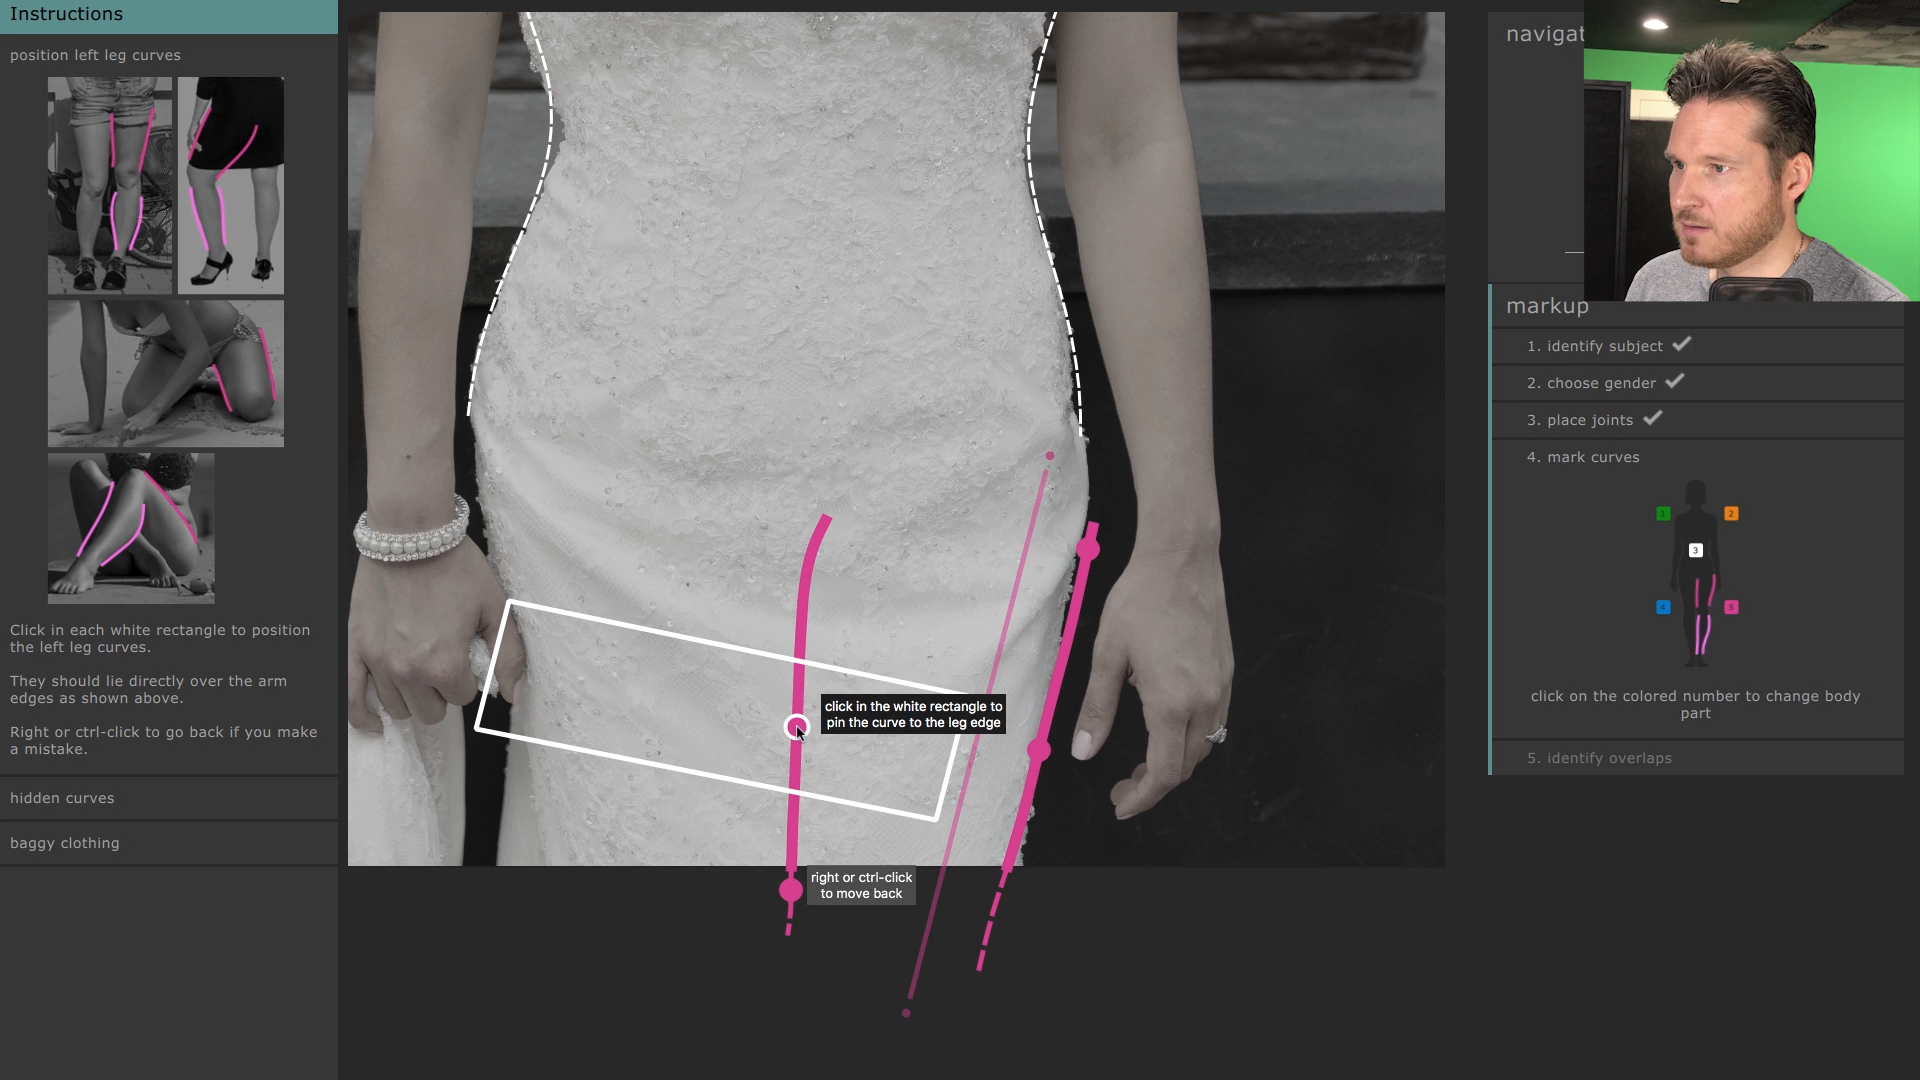 Instructions
position left leg curves
Click in each white rectangle to position
the left leg curves.
They should lie directly over the arm
edges as shown above.
Right or ctrl-click to go back if you make
a mistake.
hidden curves
baggy clothing
click in the white rectangle to
pin the curve to the leg edge
right or ctrl-click
to move back
navigat
markup
1. identify subject
2. choose gender
3. place joints
4. mark curves
1
2
3
4
5
click on the colored number to change body
part
5. identify overlaps